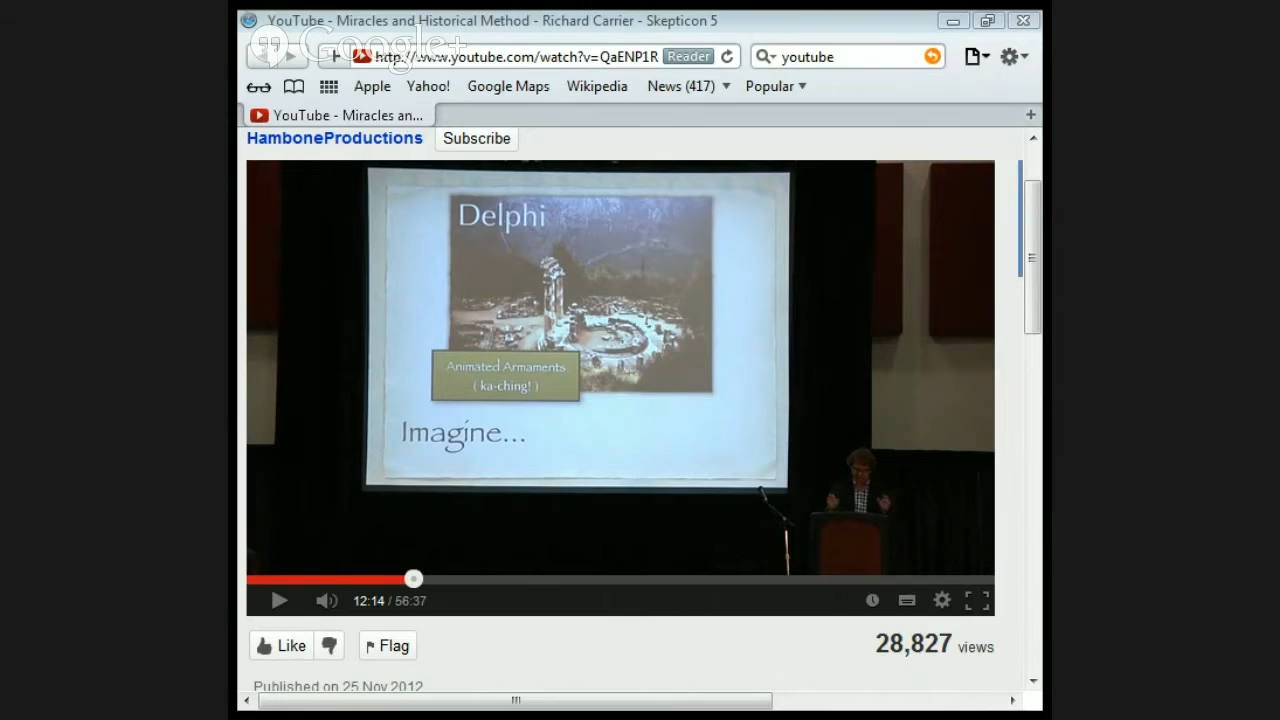 YouTube - Miracles and Historical Method - Richard Carrier - Skepticon 5
Google+
http://www.youtube.com/watch?v=QaENP1R
Reader
youtube
Apple
Yahoo!
Google Maps
Wikipedia
News (417)
Popular
YouTube - Miracles an...
HamboneProductions
Subscribe
Delphi
Animated Armaments
( ka-ching! )
Imagine...
12:14 / 56:37
Like
Flag
28,827 views
Published on 25 Nov 2012